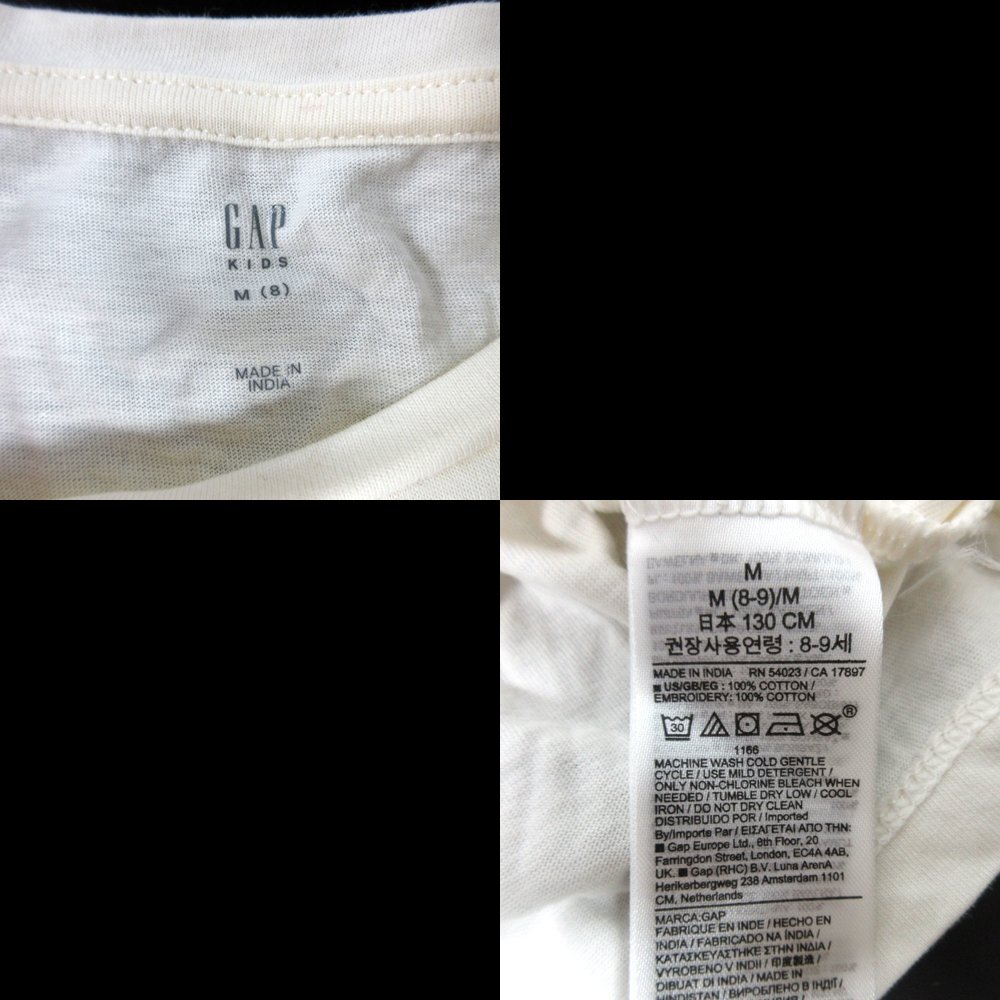 GAP
KIDS
M (8)
MADE IN
INDIA
M
M (8-9)/M
日本 130 CM
권장사용연령 : 8-9세
MADE IN INDIA RN 54023 / CA 17897
■ US/GB/EG : 100% COTTON /
EMBROIDERY: 100% COTTON
30
®
1166
MACHINE WASH COLD GENTLE
CYCLE / USE MILD DETERGENT /
ONLY NON-CHLORINE BLEACH WHEN
NEEDED / TUMBLE DRY LOW / COOL
IRON / DO NOT DRY CLEAN
DISTRIBUIDO POR / Imported
By/Importe Par / ΕΙΣΑΓΕΤΑΙ ΑΠΟ ΤΗΝ:
■ Gap Europe Ltd., 6th Floor, 20
Farringdon Street, London, EC4A 4AB,
UK. ■ Gap (RHC) B.V. Luna ArenA
Herikerbergweg 238 Amsterdam 1101
CM, Netherlands
MARCA:GAP
FABRIQUE EN INDE / HECHO EN
INDIA / FABRICADO NA ÍNDIA /
ΚΑΤΑΣΚΕΥΑΣΤΗΚΕ ΣΤΗΝ ΙΝΔΙΑ /
VYROBENO V INDII / 印度製造 /
DIBUAT DI INDIA / MADE IN
HINDISTAN / ВИРОБЛЕНО В ІНДІЇ /